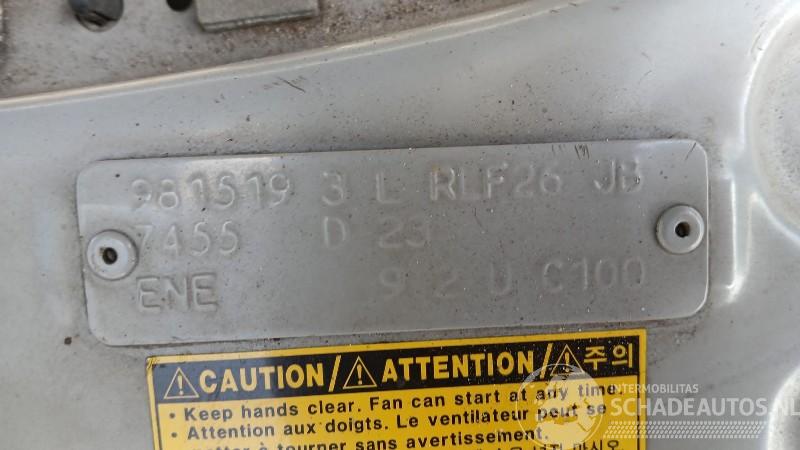 981519 3 L RLF26 JB
7455 D 23
ENE 9 2 U C100
CAUTION/ ATTENTION/ 주의
• Keep hands clear. Fan can start at any time.
• Attention aux doigts. Le ventilateur peut se
mettre à tourner sans avertissement.
INTERMOBILITAS
SCHADEAUTOS.NL